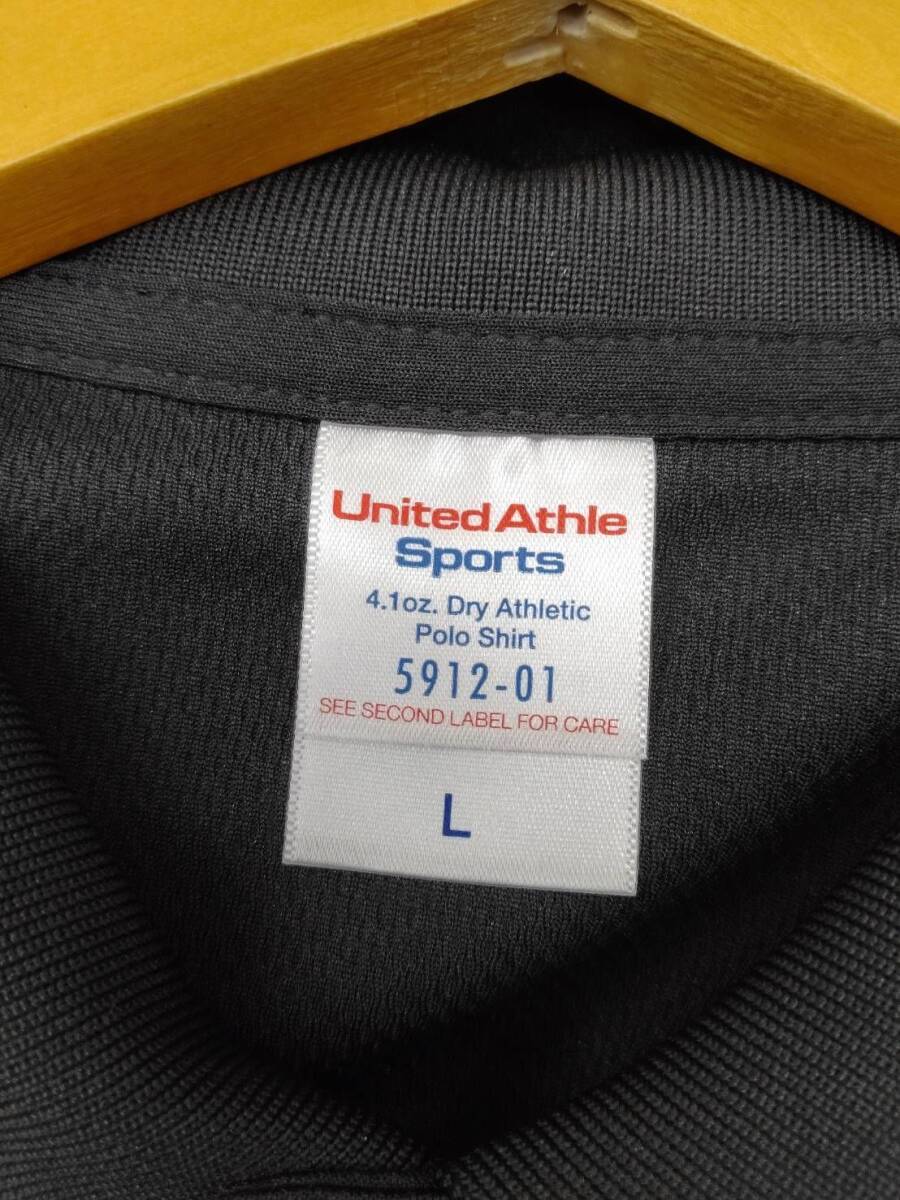 United Athle
Sports
4.1oz. Dry Athletic
Polo Shirt
5912-01
SEE SECOND LABEL FOR CARE
L